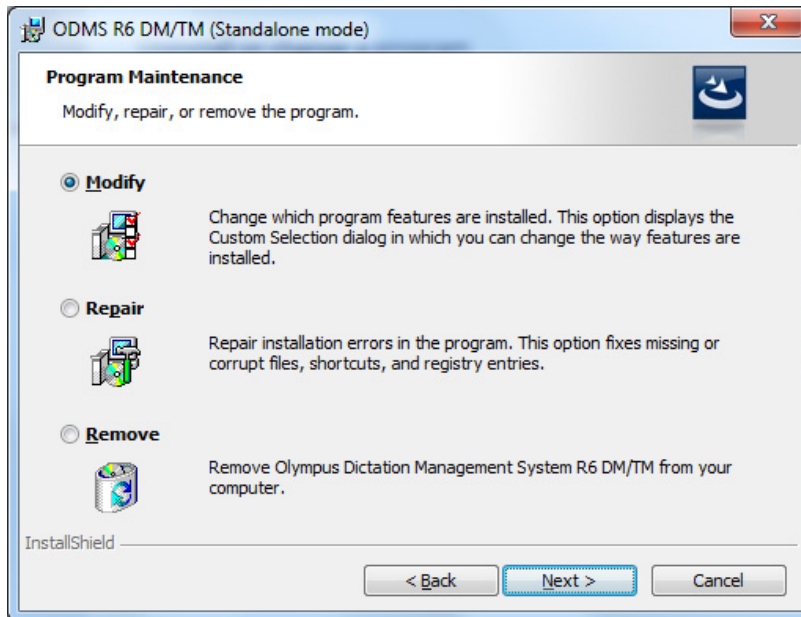 ODMS R6 DM/TM (Standalone mode)
Program Maintenance
Modify, repair, or remove the program.
Modify
Change which program features are installed. This option displays the
Custom Selection dialog in which you can change the way features are
installed.
Repair
Repair installation errors in the program. This option fixes missing or
corrupt files, shortcuts, and registry entries.
Remove
Remove Olympus Dictation Management System R6 DM/TM from your
computer.
InstallShield
< Back Next > Cancel